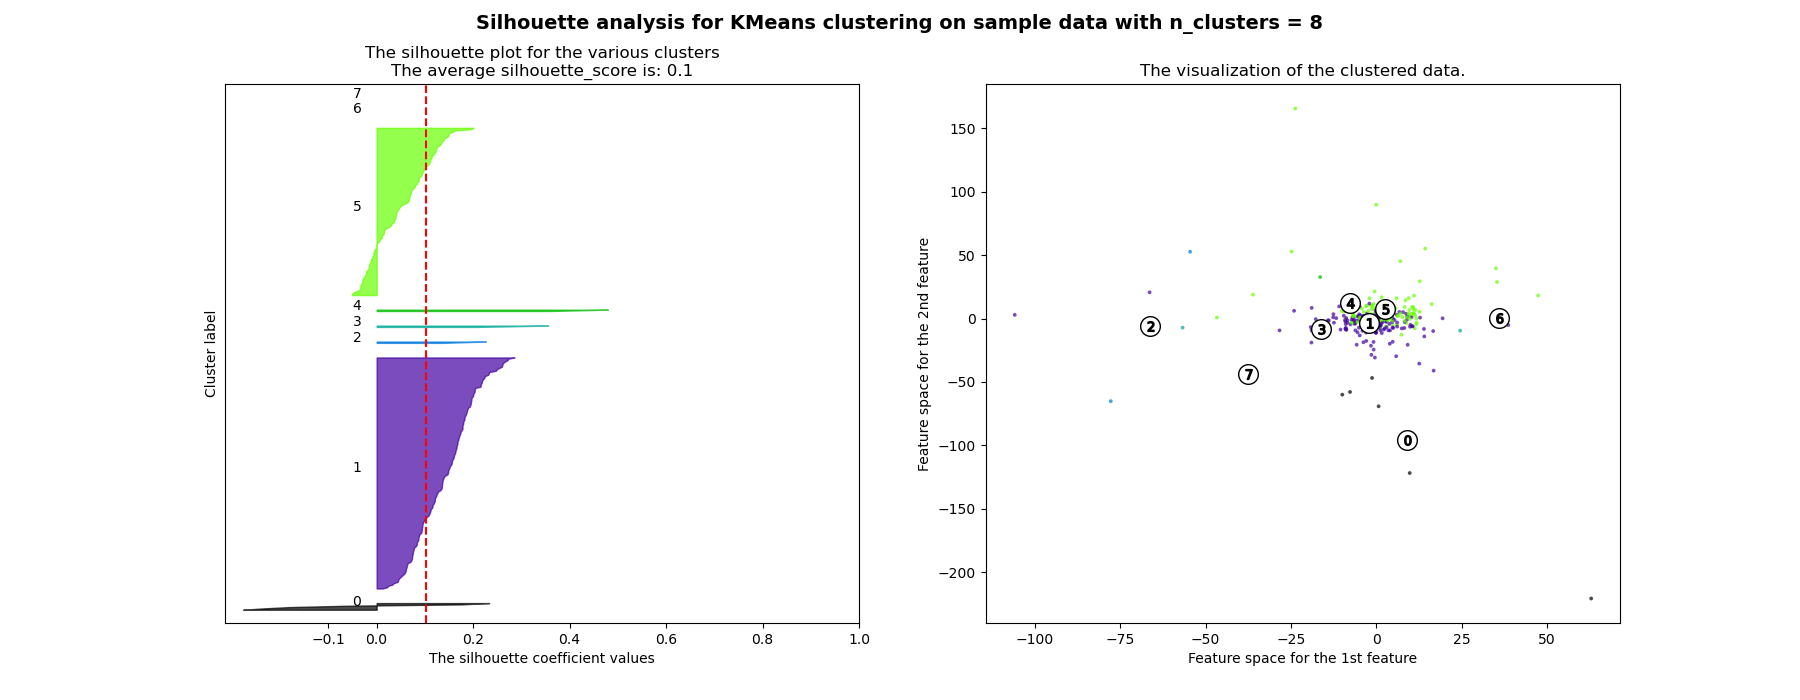 Silhouette analysis for KMeans clustering on sample data with n_clusters = 8
The silhouette plot for the various clusters
The average silhouette_score is: 0.1
7
6
5
4
3
2
1
0
Cluster label
−0.1 0.0 0.2 0.4 0.6 0.8 1.0
The silhouette coefficient values
The visualization of the clustered data.
150
100
50
0
−50
−100
−150
−200
Feature space for the 2nd feature
4
5
6
1
3
2
7
0
−100 −75 −50 −25 0 25 50
Feature space for the 1st feature